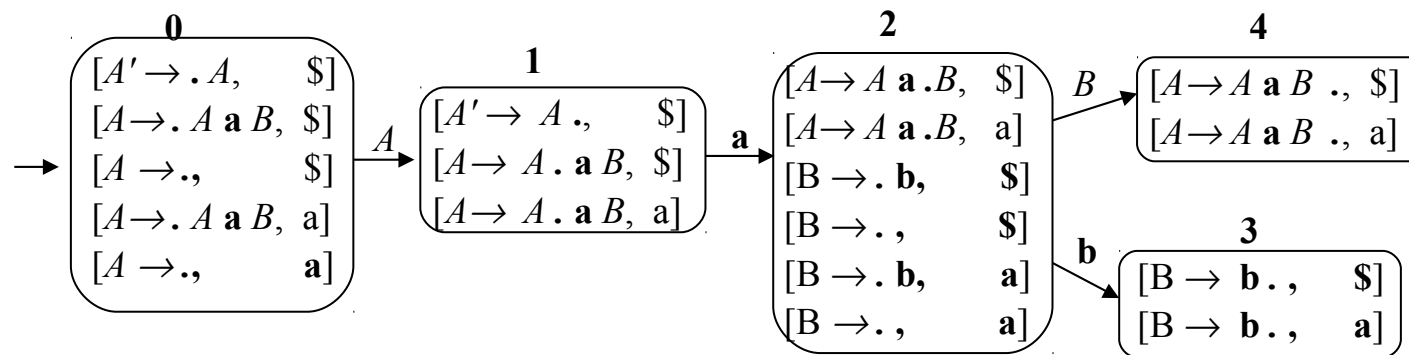 0
[A′ → . A, $]
[A→. A a B, $]
[A →., $]
[A→. A a B, a]
[A →., a]
A
1
[A′ → A ., $]
[A→ A . a B, $]
[A→ A . a B, a]
a
2
[A→ A a .B, $]
[A→ A a .B, a]
[B → . b, $]
[B → . , $]
[B → . b, a]
[B →. , a]
B
4
[A→ A a B ., $]
[A→ A a B ., a]
b
3
[B → b . , $]
[B → b . , a]